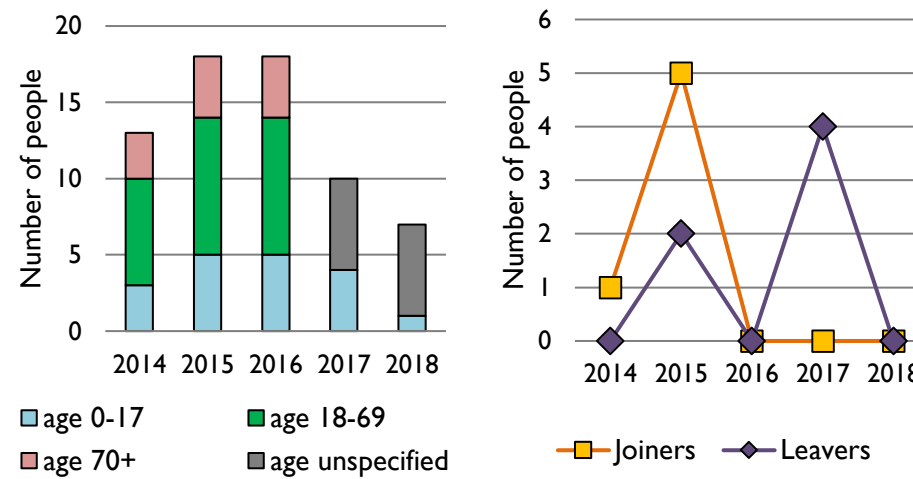 Number of people
20
15
10
5
0
2014 2015 2016 2017 2018
age 0-17 age 18-69
age 70+ age unspecified
Number of people
6
5
4
3
2
1
0
2014 2015 2016 2017 2018
Joiners Leavers